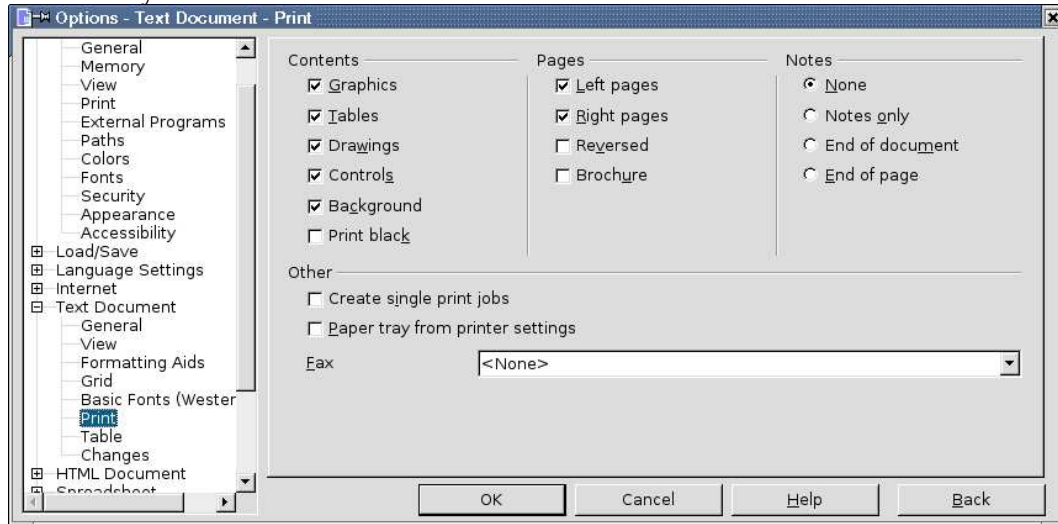 Options - Text Document - Print
General
Memory
View
Print
External Programs
Paths
Colors
Fonts
Security
Appearance
Accessibility
Load/Save
Language Settings
Internet
Text Document
General
View
Formatting Aids
Grid
Basic Fonts (Wester
Print
Table
Changes
HTML Document
Spreadsheet
Contents
Graphics
Tables
Drawings
Controls
Background
Print black
Pages
Left pages
Right pages
Reversed
Brochure
Notes
None
Notes only
End of document
End of page
Other
Create single print jobs
Paper tray from printer settings
Fax
<None>
OK
Cancel
Help
Back